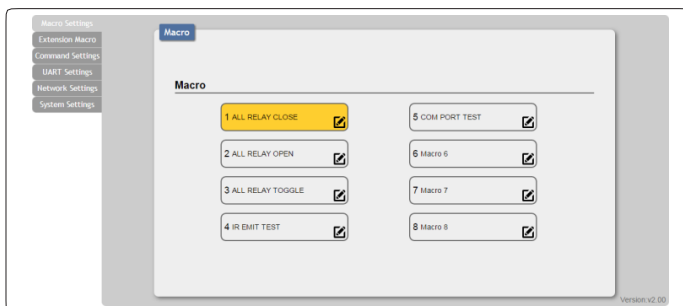 Macro Settings
Extension Macro
Command Settings
UART Settings
Network Settings
System Settings
Macro
Macro
1 ALL RELAY CLOSE
2 ALL RELAY OPEN
3 ALL RELAY TOGGLE
4 IR EMIT TEST
5 COM PORT TEST
6 Macro 6
7 Macro 7
8 Macro 8
Version:v2.00